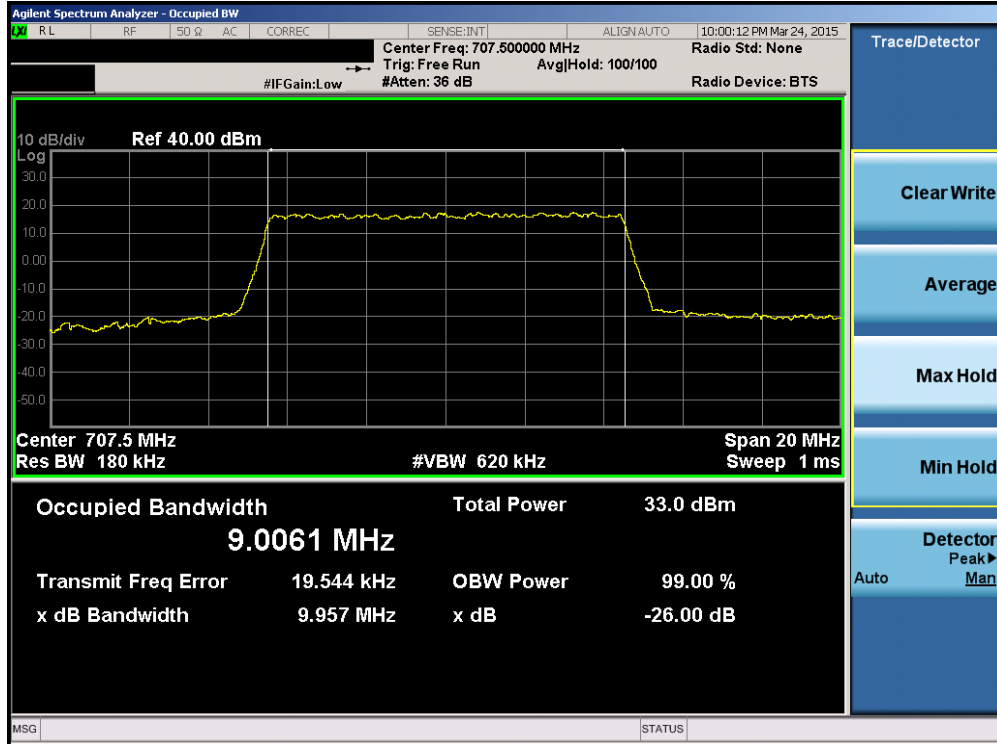 Agilent Spectrum Analyzer - Occupied BW
LXI RL RF 50 Ω AC CORREC SENSE:INT ALIGN AUTO 10:00:12 PM Mar 24, 2015
Center Freq: 707.500000 MHz Radio Std: None
Trig: Free Run Avg|Hold: 100/100
#IFGain:Low #Atten: 36 dB Radio Device: BTS
Trace/Detector
10 dB/div Ref 40.00 dBm
Log
30.0
20.0
10.0
0.00
-10.0
-20.0
-30.0
-40.0
-50.0
Center 707.5 MHz Span 20 MHz
Res BW 180 kHz #VBW 620 kHz Sweep 1 ms
Occupied Bandwidth Total Power 33.0 dBm
9.0061 MHz
Transmit Freq Error 19.544 kHz OBW Power 99.00 %
x dB Bandwidth 9.957 MHz x dB -26.00 dB
Clear Write
Average
Max Hold
Min Hold
Detector
Peak▶
Auto Man
MSG STATUS